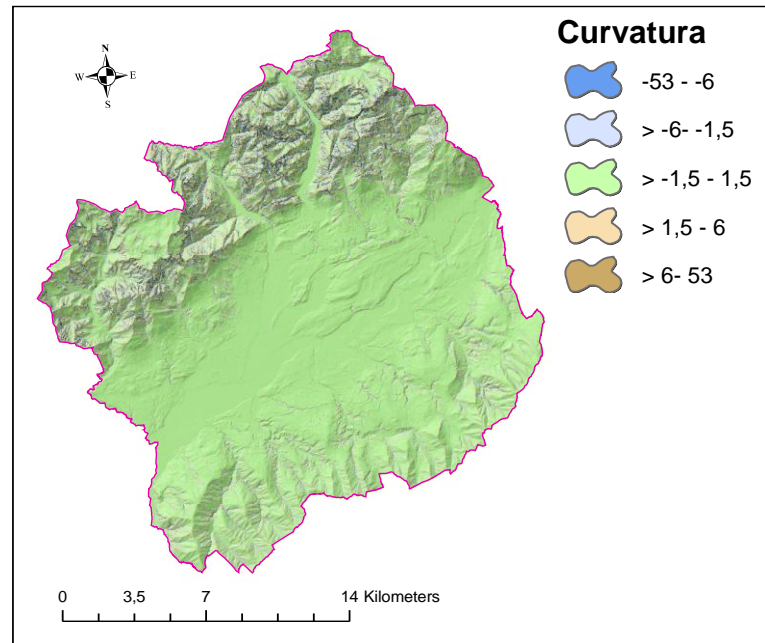 Curvatura
N
W E
S
-53 - -6
> -6- -1,5
> -1,5 - 1,5
> 1,5 - 6
> 6- 53
0 3,5 7 14 Kilometers